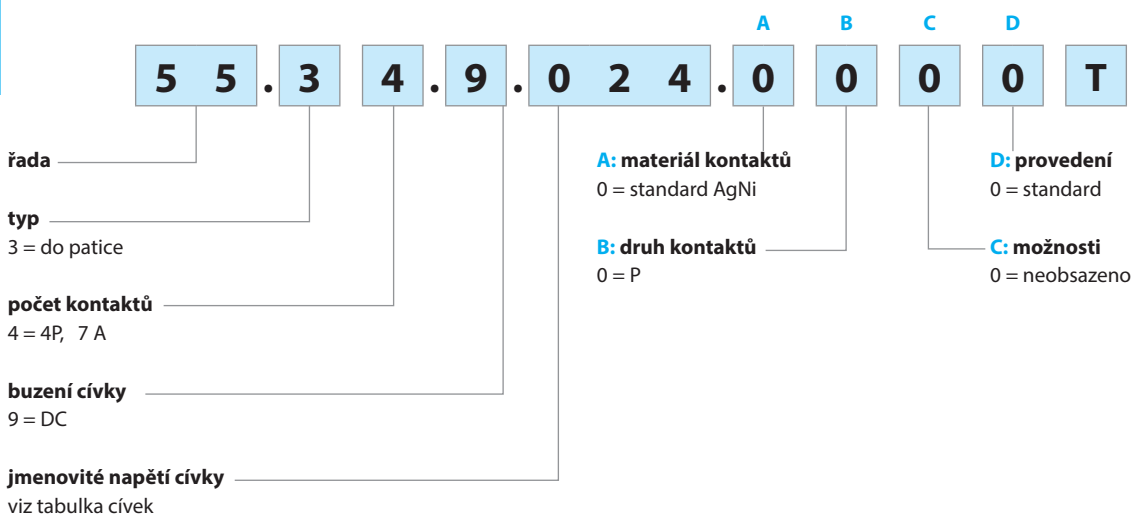 A B C D
5 5 . 3 4 . 9 . 0 2 4 . 0 0 0 0 T
řada
typ
3 = do patice
počet kontaktů
4 = 4P, 7 A
buzení cívky
9 = DC
jmenovité napětí cívky
viz tabulka cívek
A: materiál kontaktů
0 = standard AgNi
B: druh kontaktů
0 = P
D: provedení
0 = standard
C: možnosti
0 = neobsazeno